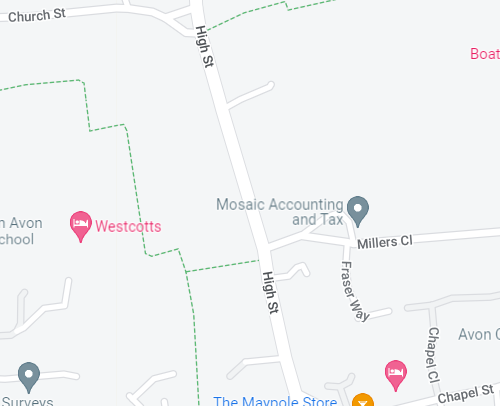 Church St
High St
Boat
Mosaic Accounting
and Tax
n Avon
chool
Westcotts
Millers Cl
High St
Fraser Way
Avon C
Chapel Cl
Surveys
The Maypole Store
Chapel St